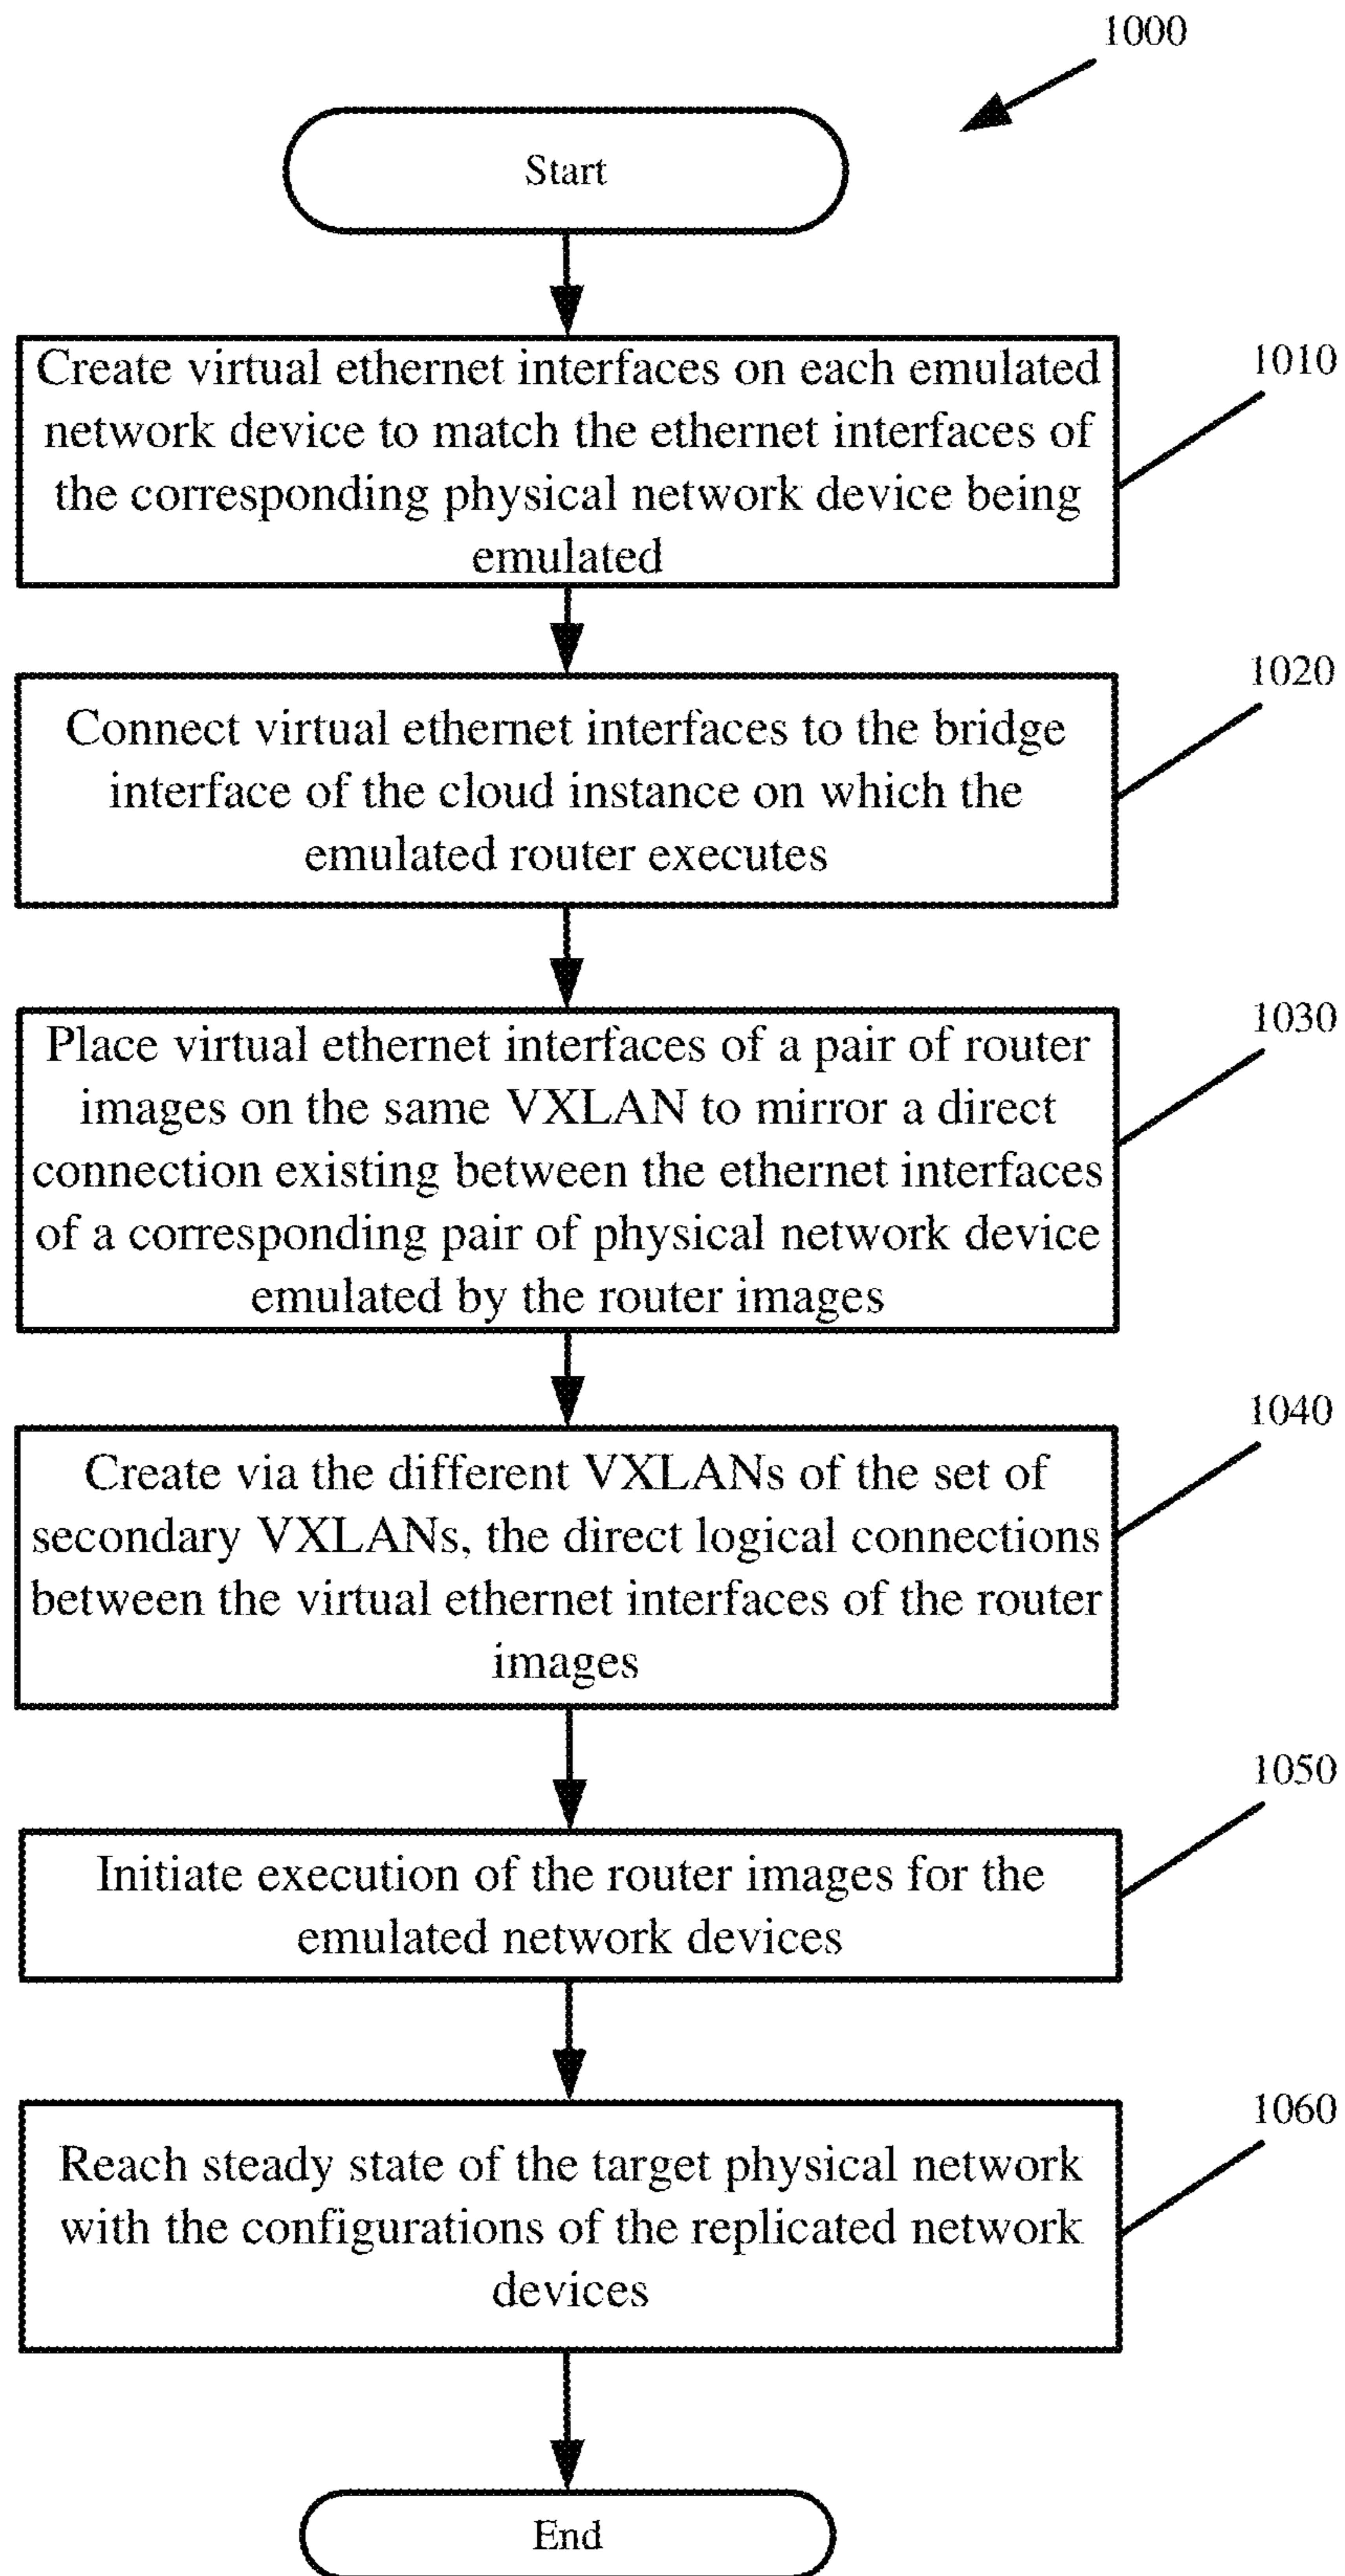 1000
Start
Create virtual ethernet interfaces on each emulated
network device to match the ethernet interfaces of
the corresponding physical network device being
emulated
1010
Connect virtual ethernet interfaces to the bridge
interface of the cloud instance on which the
emulated router executes
1020
Place virtual ethernet interfaces of a pair of router
images on the same VXLAN to mirror a direct
connection existing between the ethernet interfaces
of a corresponding pair of physical network device
emulated by the router images
1030
Create via the different VXLANs of the set of
secondary VXLANs, the direct logical connections
between the virtual ethernet interfaces of the router
images
1040
Initiate execution of the router images for the
emulated network devices
1050
Reach steady state of the target physical network
with the configurations of the replicated network
devices
1060
End